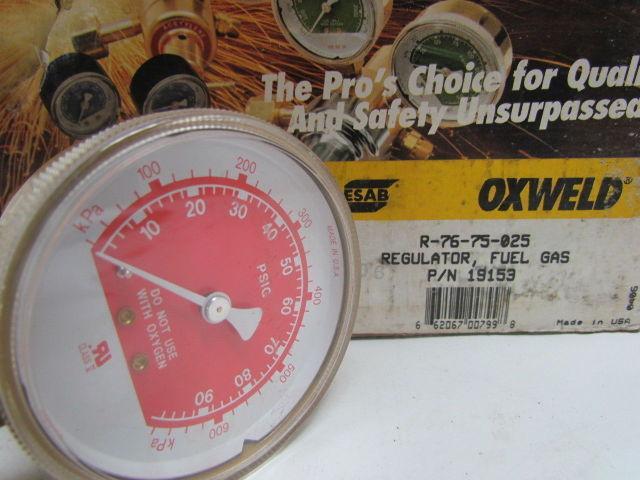 The Pro's Choice for Quali
And Safety Unsurpassed
ESAB
OXWELD®
R-76-75-025
REGULATOR, FUEL GAS
P/N 19153
6 62067 00799 8
Made in USA
kPa
100
200
300
400
500
600
kPa
10
20
30
40
50
60
70
80
90
PSIG
MADE IN U.S.A.
DO NOT USE
WITH OXYGEN